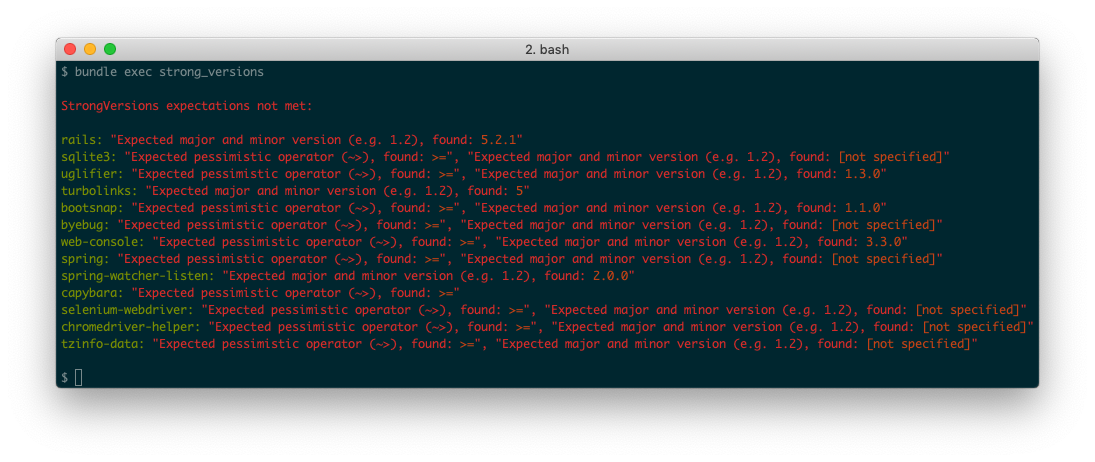 2. bash
$ bundle exec strong_versions
StrongVersions expectations not met:
rails: "Expected major and minor version (e.g. 1.2), found: 5.2.1"
sqlite3: "Expected pessimistic operator (~>), found: >=", "Expected major and minor version (e.g. 1.2), found: [not specified]"
uglifier: "Expected pessimistic operator (~>), found: >=", "Expected major and minor version (e.g. 1.2), found: 1.3.0"
turbolinks: "Expected major and minor version (e.g. 1.2), found: 5"
bootsnap: "Expected pessimistic operator (~>), found: >=", "Expected major and minor version (e.g. 1.2), found: 1.1.0"
byebug: "Expected pessimistic operator (~>), found: >=", "Expected major and minor version (e.g. 1.2), found: [not specified]"
web-console: "Expected pessimistic operator (~>), found: >=", "Expected major and minor version (e.g. 1.2), found: 3.3.0"
spring: "Expected pessimistic operator (~>), found: >=", "Expected major and minor version (e.g. 1.2), found: [not specified]"
spring-watcher-listen: "Expected major and minor version (e.g. 1.2), found: 2.0.0"
capybara: "Expected pessimistic operator (~>), found: >="
selenium-webdriver: "Expected pessimistic operator (~>), found: >=", "Expected major and minor version (e.g. 1.2), found: [not specified]"
chromedriver-helper: "Expected pessimistic operator (~>), found: >=", "Expected major and minor version (e.g. 1.2), found: [not specified]"
tzinfo-data: "Expected pessimistic operator (~>), found: >=", "Expected major and minor version (e.g. 1.2), found: [not specified]"
$